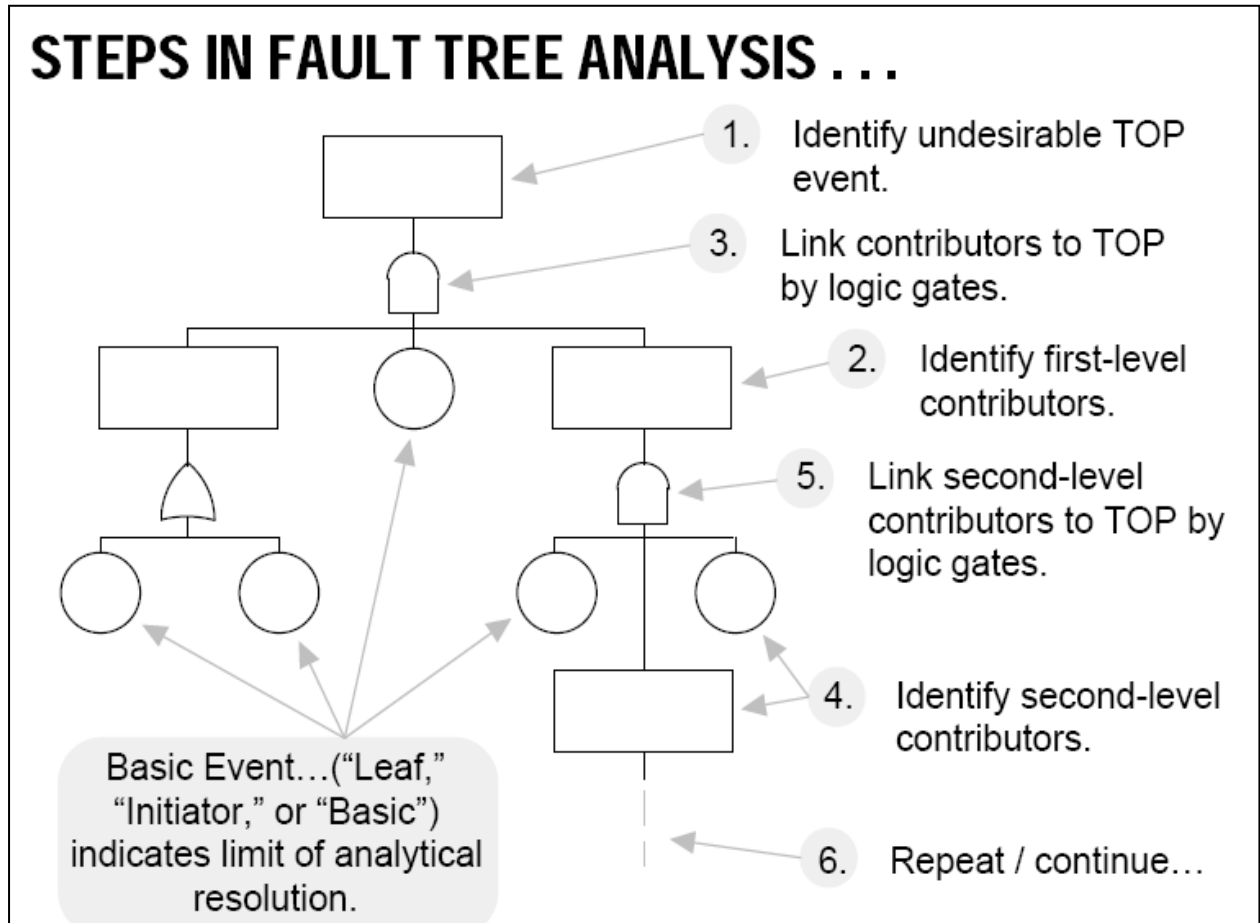 STEPS IN FAULT TREE ANALYSIS . . .
1. Identify undesirable TOP
event.
3. Link contributors to TOP
by logic gates.
2. Identify first-level
contributors.
5. Link second-level
contributors to TOP by
logic gates.
4. Identify second-level
contributors.
Basic Event…(“Leaf,”
“Initiator,” or “Basic”)
indicates limit of analytical
resolution.
6. Repeat / continue…